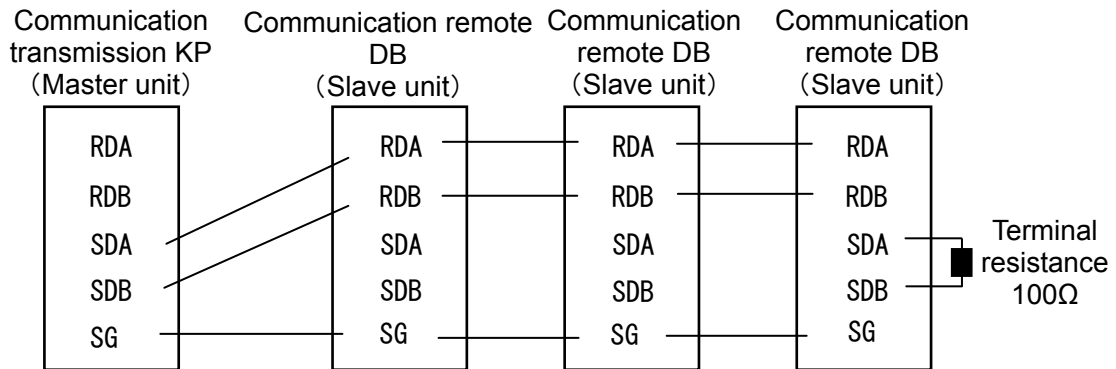 Communication
transmission KP
（Master unit）
Communication remote
DB
（Slave unit）
Communication
remote DB
（Slave unit）
Communication
remote DB
（Slave unit）
RDA
RDB
SDA
SDB
SG
RDA
RDB
SDA
SDB
SG
RDA
RDB
SDA
SDB
SG
RDA
RDB
SDA
SDB
SG
Terminal
resistance
100Ω